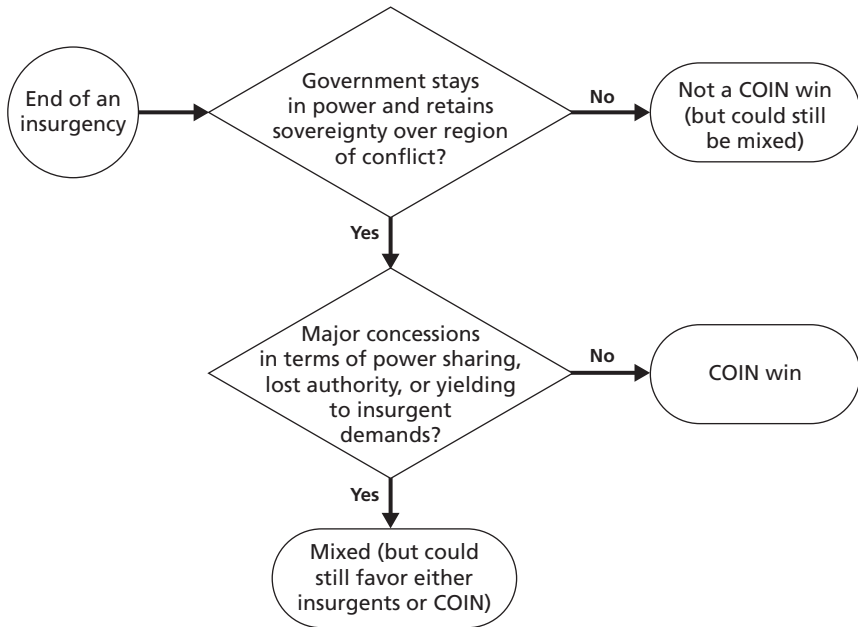 End of an
insurgency
Government stays
in power and retains
sovereignty over region
of conflict?
No
Not a COIN win
(but could still
be mixed)
Yes
Major concessions
in terms of power sharing,
lost authority, or yielding
to insurgent
demands?
No
COIN win
Yes
Mixed (but could
still favor either
insurgents or COIN)